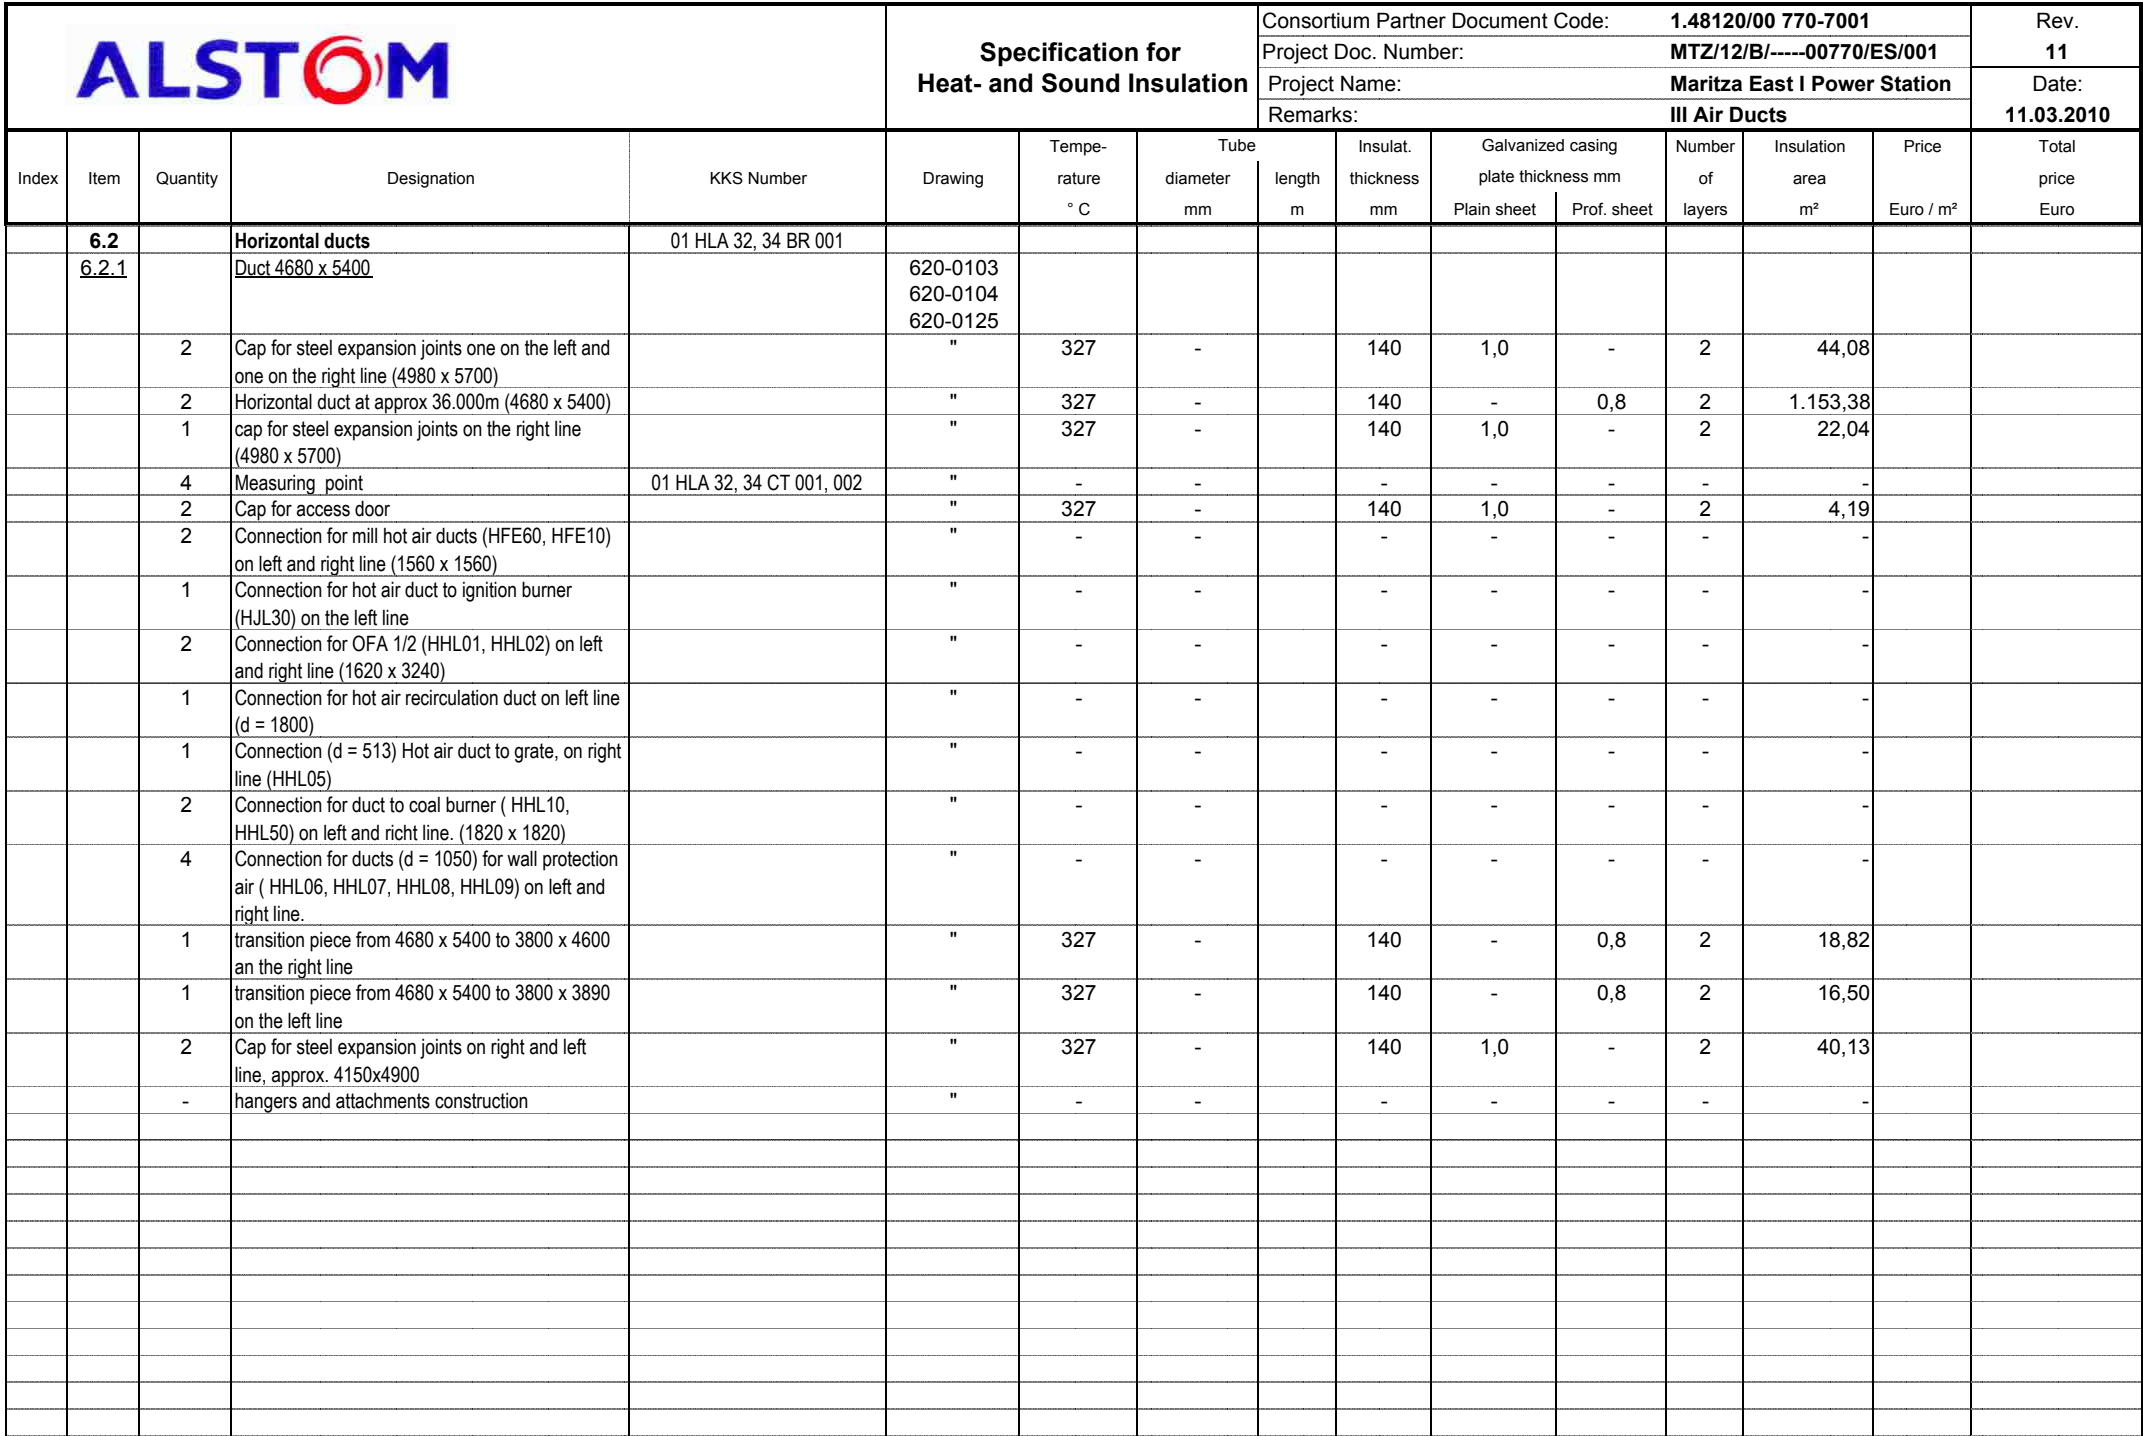 ALSTOM
Specification for
Heat- and Sound Insulation
Consortium Partner Document Code: 1.48120/00 770-7001
Project Doc. Number: MTZ/12/B/-----00770/ES/001
Project Name: Maritza East I Power Station
Remarks: III Air Ducts
Rev.
11
Date:
11.03.2010
Index Item Quantity Designation KKS Number Drawing Tempe-rature ° C Tube diameter mm length m Insulat. thickness mm Galvanized casing plate thickness mm Plain sheet Prof. sheet Number of layers Insulation area m² Price Euro / m² Total price Euro
6.2 Horizontal ducts 01 HLA 32, 34 BR 001
6.2.1 Duct 4680 x 5400 620-0103
620-0104
620-0125
2 Cap for steel expansion joints one on the left and " 327 - 140 1,0 - 2 44,08
one on the right line (4980 x 5700)
2 Horizontal duct at approx 36.000m (4680 x 5400) " 327 - 140 - 0,8 2 1.153,38
1 cap for steel expansion joints on the right line " 327 - 140 1,0 - 2 22,04
(4980 x 5700)
4 Measuring point 01 HLA 32, 34 CT 001, 002 " - - - - - - -
2 Cap for access door " 327 - 140 1,0 - 2 4,19
2 Connection for mill hot air ducts (HFE60, HFE10) " - - - - - - -
on left and right line (1560 x 1560)
1 Connection for hot air duct to ignition burner " - - - - - - -
(HJL30) on the left line
2 Connection for OFA 1/2 (HHL01, HHL02) on left " - - - - - - -
and right line (1620 x 3240)
1 Connection for hot air recirculation duct on left line " - - - - - - -
(d = 1800)
1 Connection (d = 513) Hot air duct to grate, on right " - - - - - - -
line (HHL05)
2 Connection for duct to coal burner ( HHL10, " - - - - - - -
HHL50) on left and richt line. (1820 x 1820)
4 Connection for ducts (d = 1050) for wall protection " - - - - - - -
air ( HHL06, HHL07, HHL08, HHL09) on left and
right line.
1 transition piece from 4680 x 5400 to 3800 x 4600 " 327 - 140 - 0,8 2 18,82
an the right line
1 transition piece from 4680 x 5400 to 3800 x 3890 " 327 - 140 - 0,8 2 16,50
on the left line
2 Cap for steel expansion joints on right and left " 327 - 140 1,0 - 2 40,13
line, approx. 4150x4900
- hangers and attachments construction " - - - - - - -